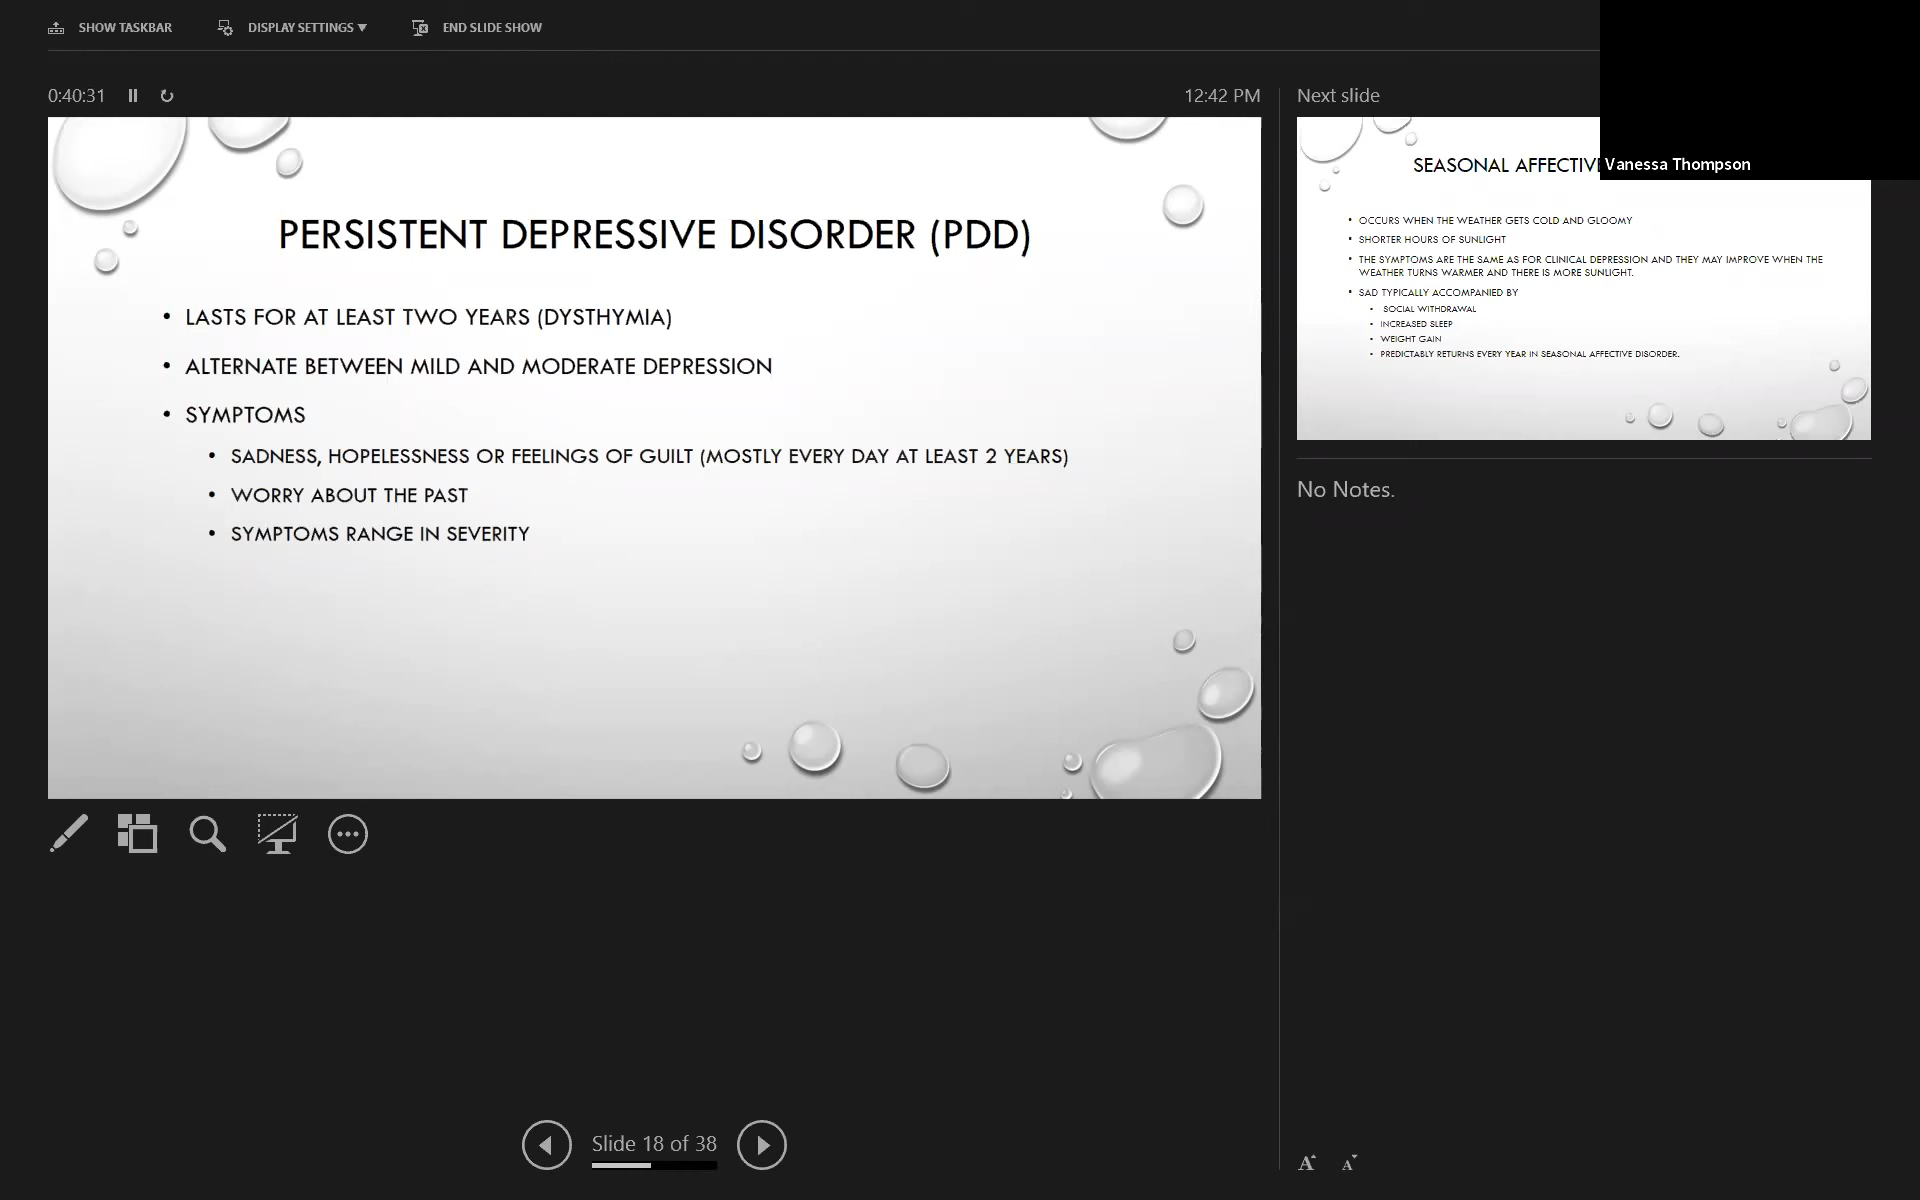 SHOW TASKBAR
DISPLAY SETTINGS ▼
END SLIDE SHOW
0:40:31
12:42 PM
PERSISTENT DEPRESSIVE DISORDER (PDD)
• LASTS FOR AT LEAST TWO YEARS (DYSTHYMIA)
• ALTERNATE BETWEEN MILD AND MODERATE DEPRESSION
• SYMPTOMS
• SADNESS, HOPELESSNESS OR FEELINGS OF GUILT (MOSTLY EVERY DAY AT LEAST 2 YEARS)
• WORRY ABOUT THE PAST
• SYMPTOMS RANGE IN SEVERITY
Slide 18 of 38
Next slide
Vanessa Thompson
SEASONAL AFFECTIVE
• OCCURS WHEN THE WEATHER GETS COLD AND GLOOMY
• SHORTER HOURS OF SUNLIGHT
• THE SYMPTOMS ARE THE SAME AS FOR CLINICAL DEPRESSION AND THEY MAY IMPROVE WHEN THE
WEATHER TURNS WARMER AND THERE IS MORE SUNLIGHT.
• SAD TYPICALLY ACCOMPANIED BY
• SOCIAL WITHDRAWAL
• INCREASED SLEEP
• WEIGHT GAIN
• PREDICTABLY RETURNS EVERY YEAR IN SEASONAL AFFECTIVE DISORDER.
No Notes.
A A